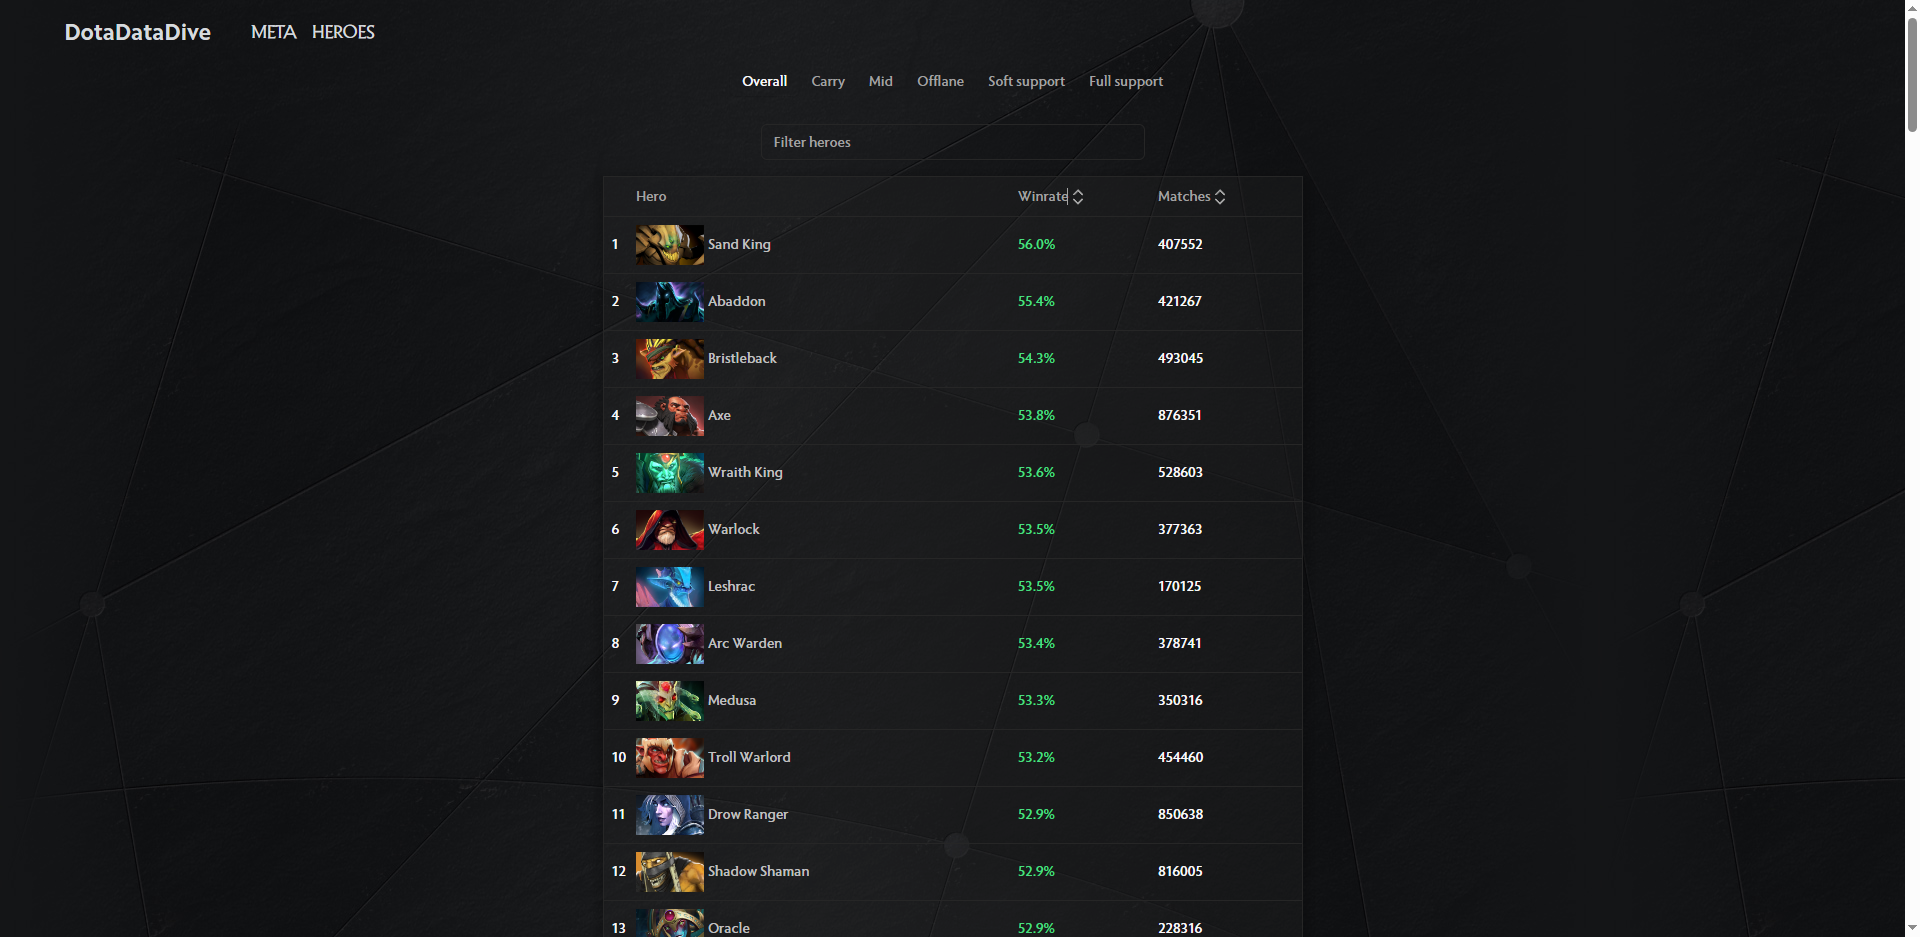 DotaDataDive META HEROES
Overall Carry Mid Offlane Soft support Full support
Filter heroes
Hero Winrate Matches
1 Sand King 56.0% 407552
2 Abaddon 55.4% 421267
3 Bristleback 54.3% 493045
4 Axe 53.8% 876351
5 Wraith King 53.6% 528603
6 Warlock 53.5% 377363
7 Leshrac 53.5% 170125
8 Arc Warden 53.4% 378741
9 Medusa 53.3% 350316
10 Troll Warlord 53.2% 454460
11 Drow Ranger 52.9% 850638
12 Shadow Shaman 52.9% 816005
13 Oracle 52.9% 228316